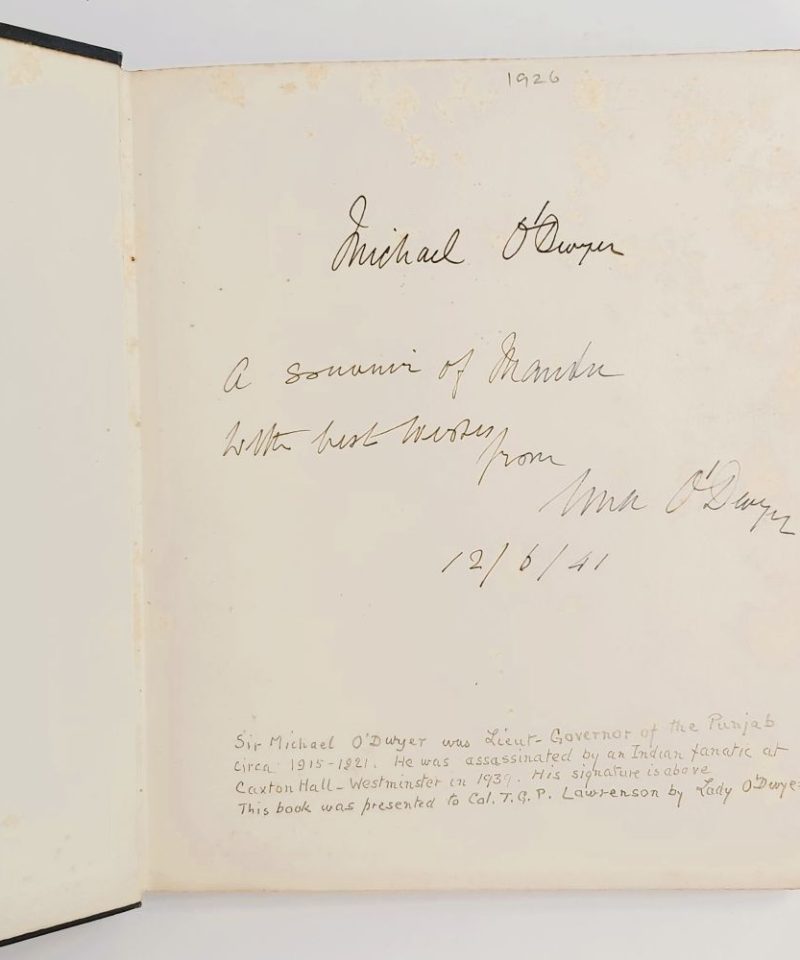 1926
Michael O'Dwyer
A souvenir of Mandu
With best wishes
from
Una O'Dwyer
12/6/41
Sir Michael O'Dwyer was Lieut-Governor of the Punjab
circa 1915-1921. He was assassinated by an Indian fanatic at
Caxton Hall-Westminster in 1939. His signature is above
This book was presented to Col. T.G.P. Lawrenson by Lady O'Dwyer